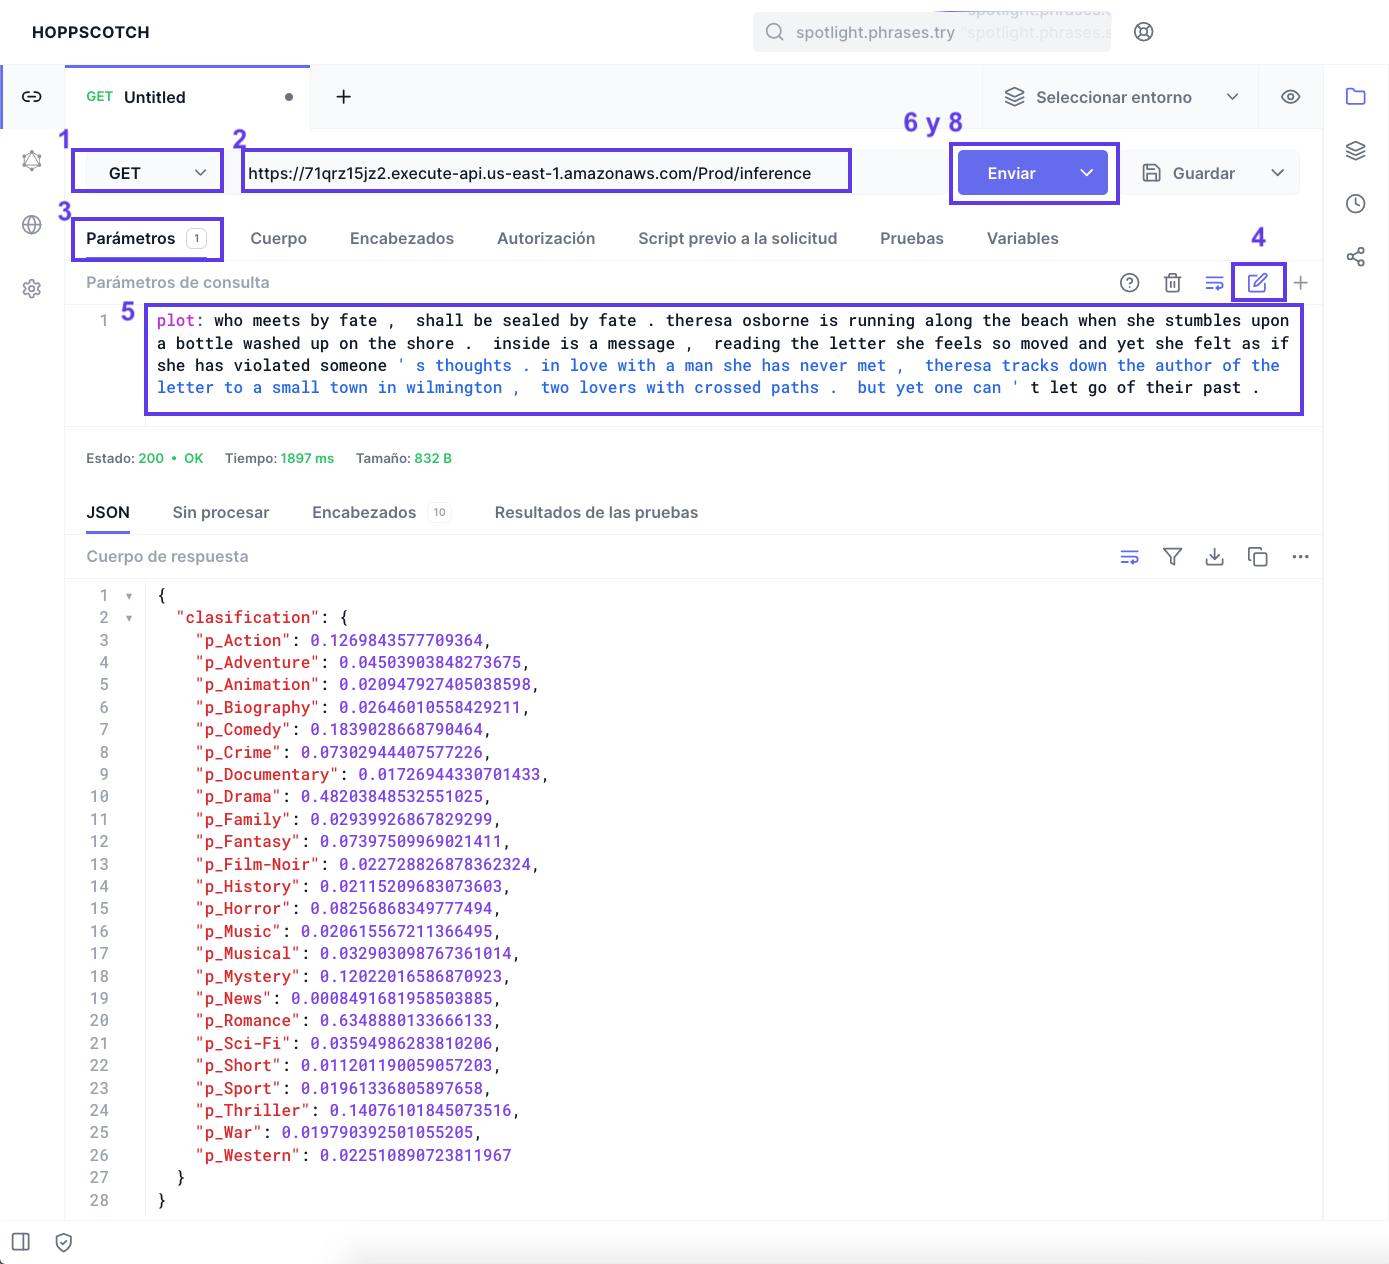 HOPPSCOTCH
spotlight.phrases.try
GET Untitled
Seleccionar entorno
1
2
6 y 8
GET
https://71qrz15jz2.execute-api.us-east-1.amazonaws.com/Prod/inference
Enviar
Guardar
3
Parámetros 1 Cuerpo Encabezados Autorización Script previo a la solicitud Pruebas Variables
4
Parámetros de consulta
5
1 plot: who meets by fate ,  shall be sealed by fate . theresa osborne is running along the beach when she stumbles upon
a bottle washed up on the shore .  inside is a message ,  reading the letter she feels so moved and yet she felt as if
she has violated someone ' s thoughts . in love with a man she has never met ,  theresa tracks down the author of the
letter to a small town in wilmington ,  two lovers with crossed paths .  but yet one can ' t let go of their past .
Estado: 200 • OK Tiempo: 1897 ms Tamaño: 832 B
JSON Sin procesar Encabezados 10 Resultados de las pruebas
Cuerpo de respuesta
1 {
2 "clasification": {
3 "p_Action": 0.1269843577709364,
4 "p_Adventure": 0.04503903848273675,
5 "p_Animation": 0.020947927405038598,
6 "p_Biography": 0.02646010558429211,
7 "p_Comedy": 0.1839028668790464,
8 "p_Crime": 0.07302944407577226,
9 "p_Documentary": 0.01726944330701433,
10 "p_Drama": 0.48203848532551025,
11 "p_Family": 0.02939926867829299,
12 "p_Fantasy": 0.07397509969021411,
13 "p_Film-Noir": 0.022728826878362324,
14 "p_History": 0.02115209683073603,
15 "p_Horror": 0.08256868349777494,
16 "p_Music": 0.020615567211366495,
17 "p_Musical": 0.032903098767361014,
18 "p_Mystery": 0.12022016586870923,
19 "p_News": 0.0008491681958503885,
20 "p_Romance": 0.6348880133666133,
21 "p_Sci-Fi": 0.03594986283810206,
22 "p_Short": 0.011201190059057203,
23 "p_Sport": 0.01961336805897658,
24 "p_Thriller": 0.14076101845073516,
25 "p_War": 0.019790392501055205,
26 "p_Western": 0.022510890723811967
27 }
28 }